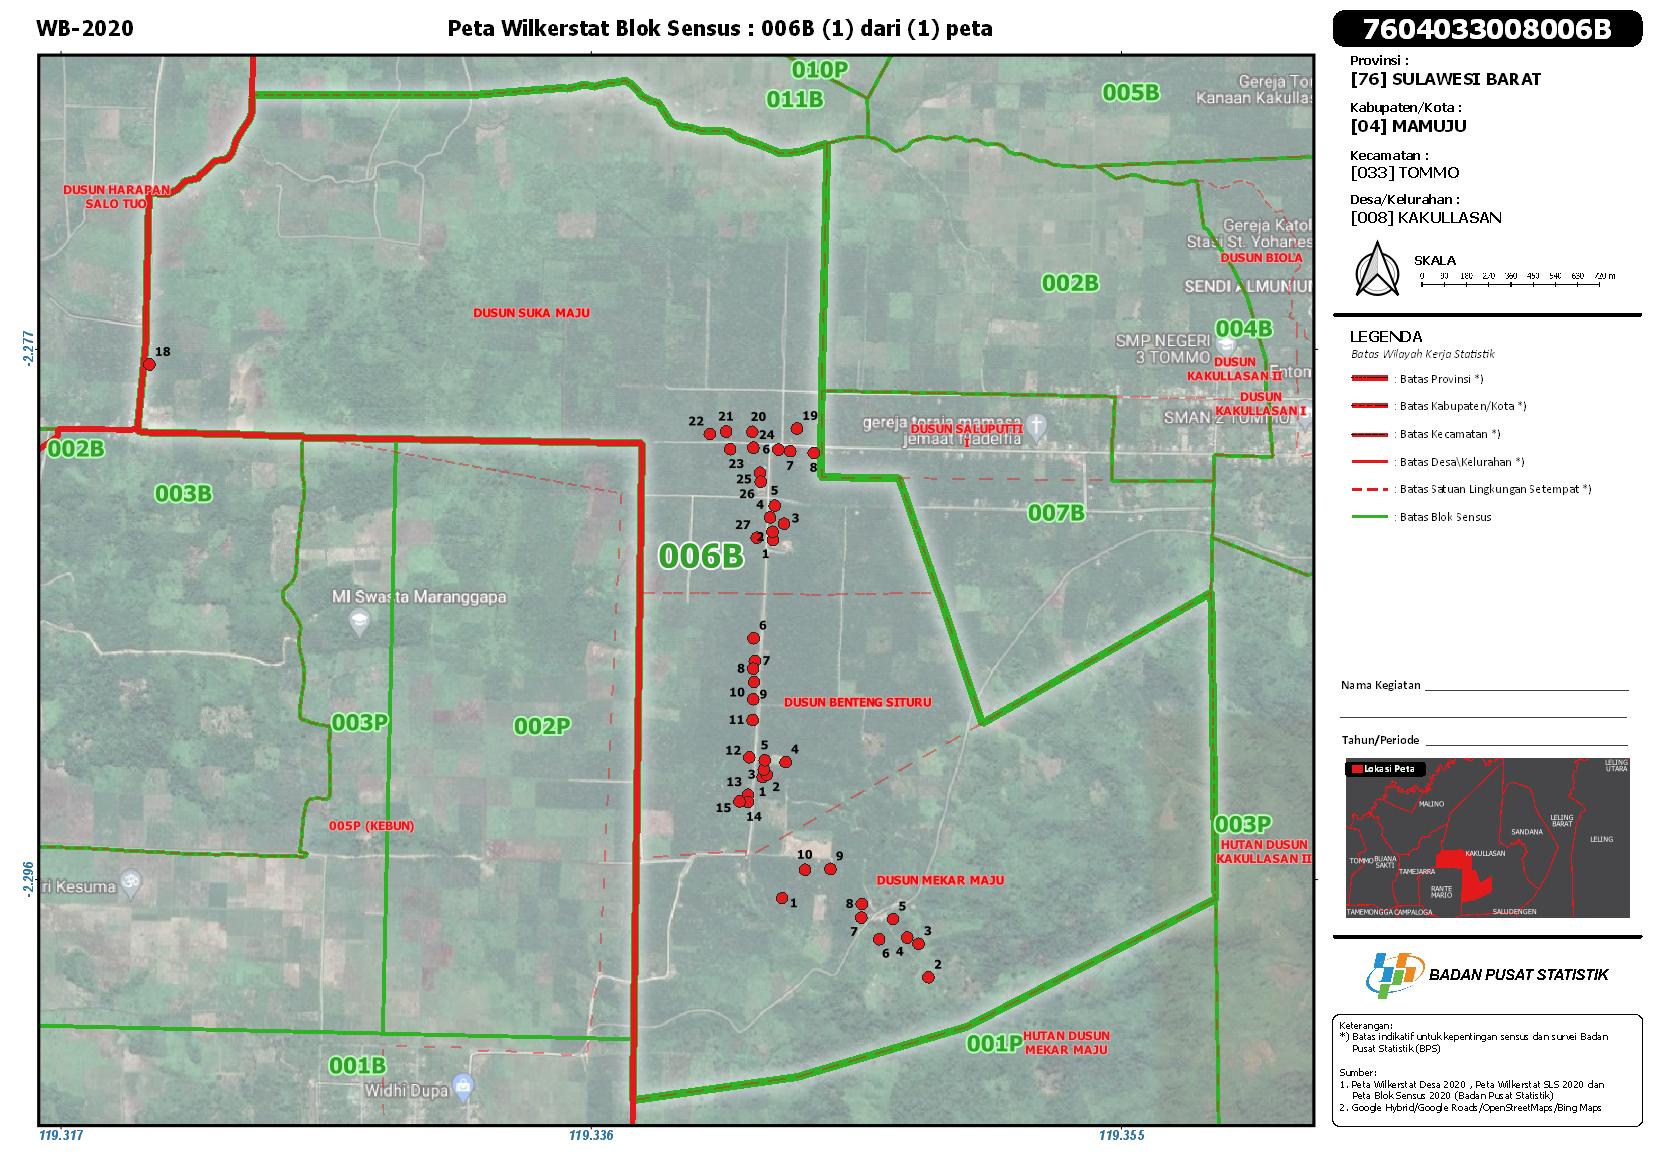 WB-2020
Peta Wilkerstat Blok Sensus : 006B (1) dari (1) peta
7604033008006B
Provinsi :
[76] SULAWESI BARAT
Kabupaten/Kota :
[04] MAMUJU
Kecamatan :
[033] TOMMO
Desa/Kelurahan :
[008] KAKULLASAN
SKALA
0 90 180 270 360 450 540 630 720 m
LEGENDA
Batas Wilayah Kerja Statistik
: Batas Provinsi *)
: Batas Kabupaten/Kota *)
: Batas Kecamatan *)
: Batas Desa\Kelurahan *)
: Batas Satuan Lingkungan Setempat *)
: Batas Blok Sensus
Nama Kegiatan
Tahun/Periode
Lokasi Peta
LELING
UTARA
MALINO
LELING
BARAT
SANDANA
LELING
KAKULLASAN
TOMMO
BUANA
SAKTI
TAMEJARRA
RANTE
MARIO
TAMEMONGGA
CAMPALOGA
SALUDENGEN
BADAN PUSAT STATISTIK
Keterangan:
*) Batas indikatif untuk kepentingan sensus dan survei Badan
Pusat Statistik (BPS)
Sumber:
1. Peta Wilkerstat Desa 2020 , Peta Wilkerstat SLS 2020 dan
Peta Blok Sensus 2020 (Badan Pusat Statistik)
2. Google Hybrid/Google Roads/OpenStreetMaps/Bing Maps
010P
011B
005B
Gereja
Kanaan
DUSUN HARAPAN
SALO TUO
Gereja
Stasi St. Yohanes
DUSUN BIOLA
002B
SENDI
DUSUN SUKA MAJU
004B
SMP NEGERI
3 TOMMO
DUSUN
KAKULLASAN II
18
-2.277
DUSUN
KAKULLASAN I
SMAN 2
gereja toraja mamasa
jemaat filadelfia
DUSUN SALUPUTTI
I
22 21 20 19
24
6 7 8
23
25
26
5
4
3
27
2
1
002B
003B
007B
006B
MI Swasta Maranggapa
6
7
8
10 9
11
DUSUN BENTENG SITURU
003P
002P
12 5 4
3
13 1 2
15
14
005P (KEBUN)
003P
HUTAN DUSUN
KAKULLASAN II
-2.296
ri Kesuma
10 9
DUSUN MEKAR MAJU
1
8 5
7 3
6 4
2
001P
HUTAN DUSUN
MEKAR MAJU
001B
Widhi Dupa
119.317
119.336
119.355